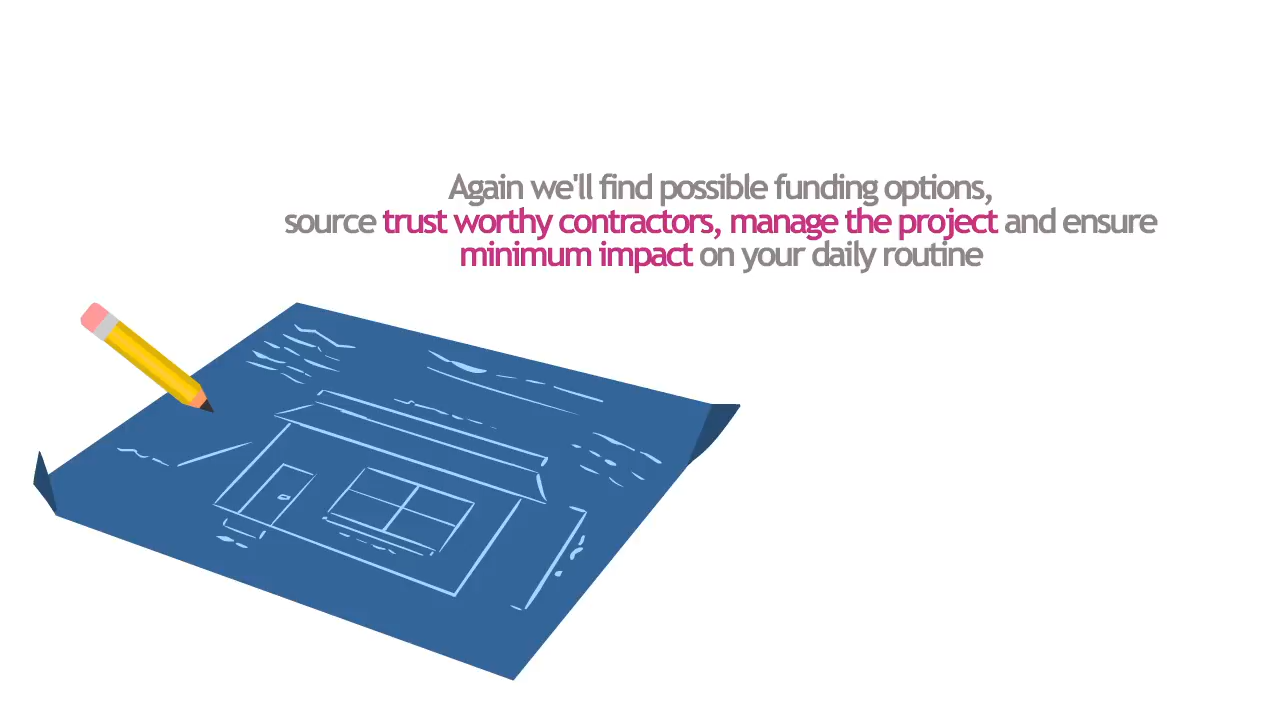 Again we'll find possible funding options,
source trust worthy contractors, manage the project and ensure
minimum impact on your daily routine